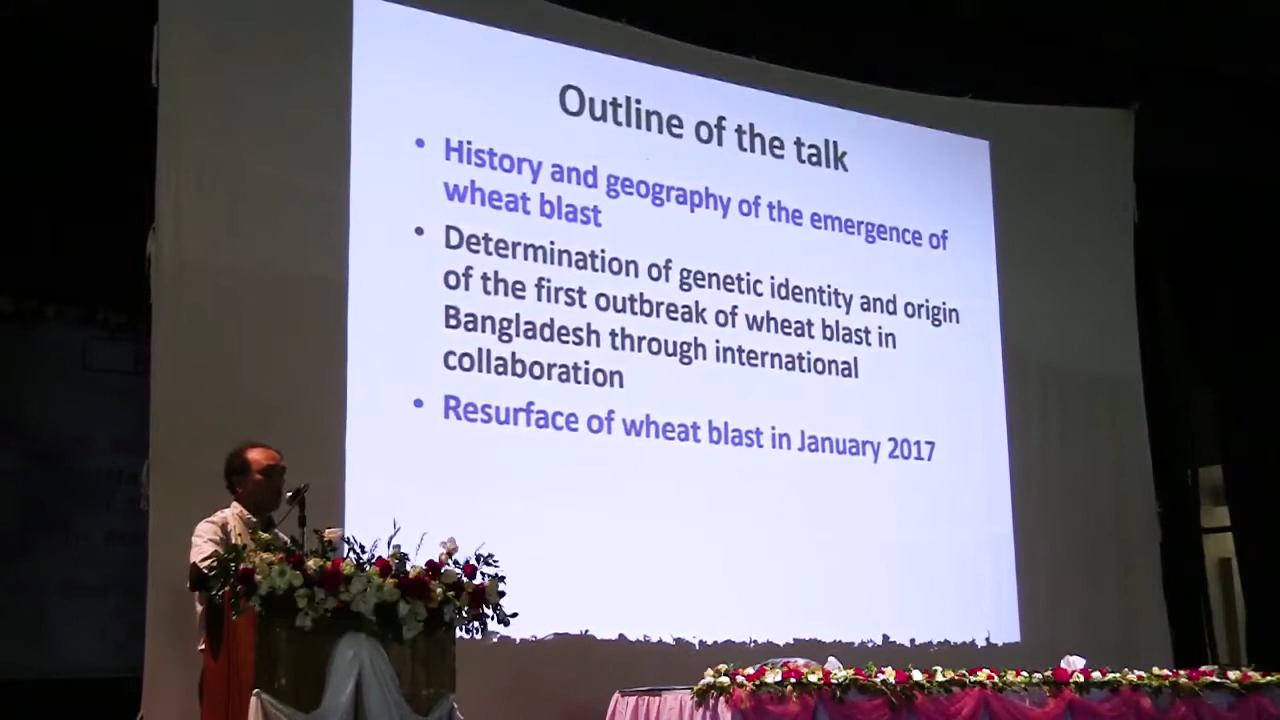 Outline of the talk
• History and geography of the emergence of
wheat blast
• Determination of genetic identity and origin
of the first outbreak of wheat blast in
Bangladesh through international
collaboration
• Resurface of wheat blast in January 2017